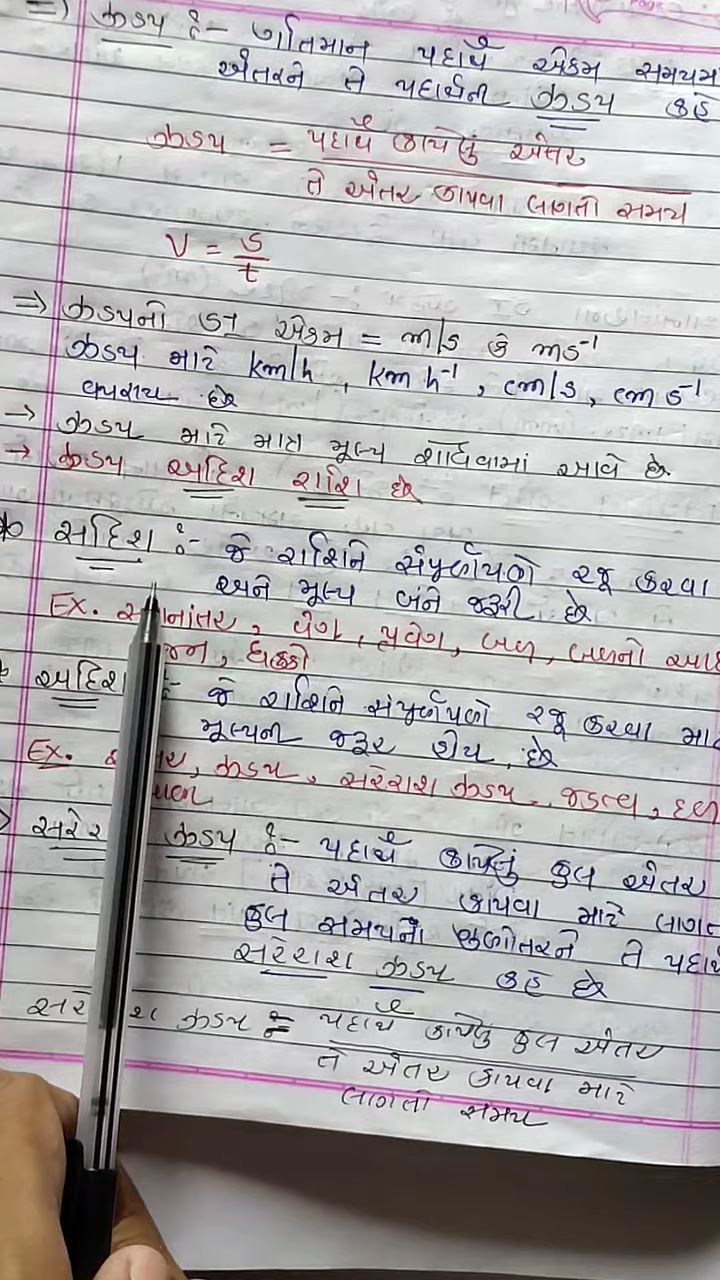 => ઝડપ :- ગતિમાન પદાર્થે એકમ સમયમ
અંતરને તે પદાર્થની ઝડપ કહે
ઝડપ = પદાર્થે કાપેલું અંતર
તે અંતર કાપવા લાગતો સમય
v = s
t
=> ઝડપનો SI એકમ = m/s કે ms⁻¹
ઝડપ માટે km/h , km h⁻¹ , cm/s, cm s⁻¹
વપરાય છે
→ ઝડપ માટે માત્ર મૂલ્ય શોધવામાં આવે છે
→ ઝડપ અદિશ રાશિ છે
* સદિશ :- જે રાશિને સંપૂર્ણપણે રજૂ કરવા
અને મૂલ્ય બંને જરૂરી છે
EX. સ નાંતર, વેગ, પ્રવેગ, બળ, બળનો આઘ
જન, ધક્કો
અદિશ :- જે રાશિને સંપૂર્ણપણે રજૂ કરવા માટ
મૂલ્યની જરૂર હોય છે
EX. તર, ઝડપ, સરેરાશ ઝડપ, જડત્વ, દળ
સરેર ઝડપ :- પદાર્થે કાપેલું કુલ અંતર
તે અંતર કાપવા માટે લાગત
કુલ સમયના ગુણોતરને તે પદાર્થ
સરેરાશ ઝડપ કહે છે
સરે શ ઝડપ = પદાર્થે કાપેલું કુલ અંતર
તે અંતર કાપવા માટે
લાગતો સમય